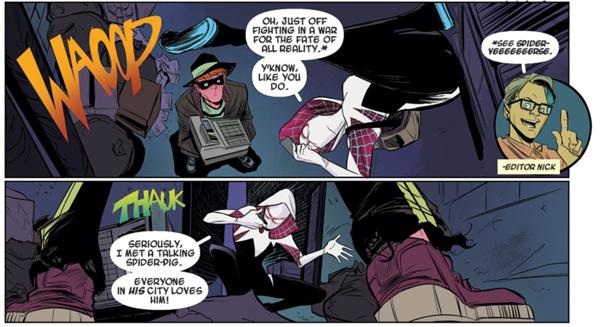 WAOOP
OH, JUST OFF
FIGHTING IN A WAR
FOR THE FATE OF
ALL REALITY.*
Y'KNOW,
LIKE YOU
DO.
*SEE SPIDER-
VEEEEEEERSE.
-EDITOR NICK
THAUK
SERIOUSLY,
I MET A TALKING
SPIDER-PIG.
EVERYONE
IN HIS CITY LOVES
HIM!